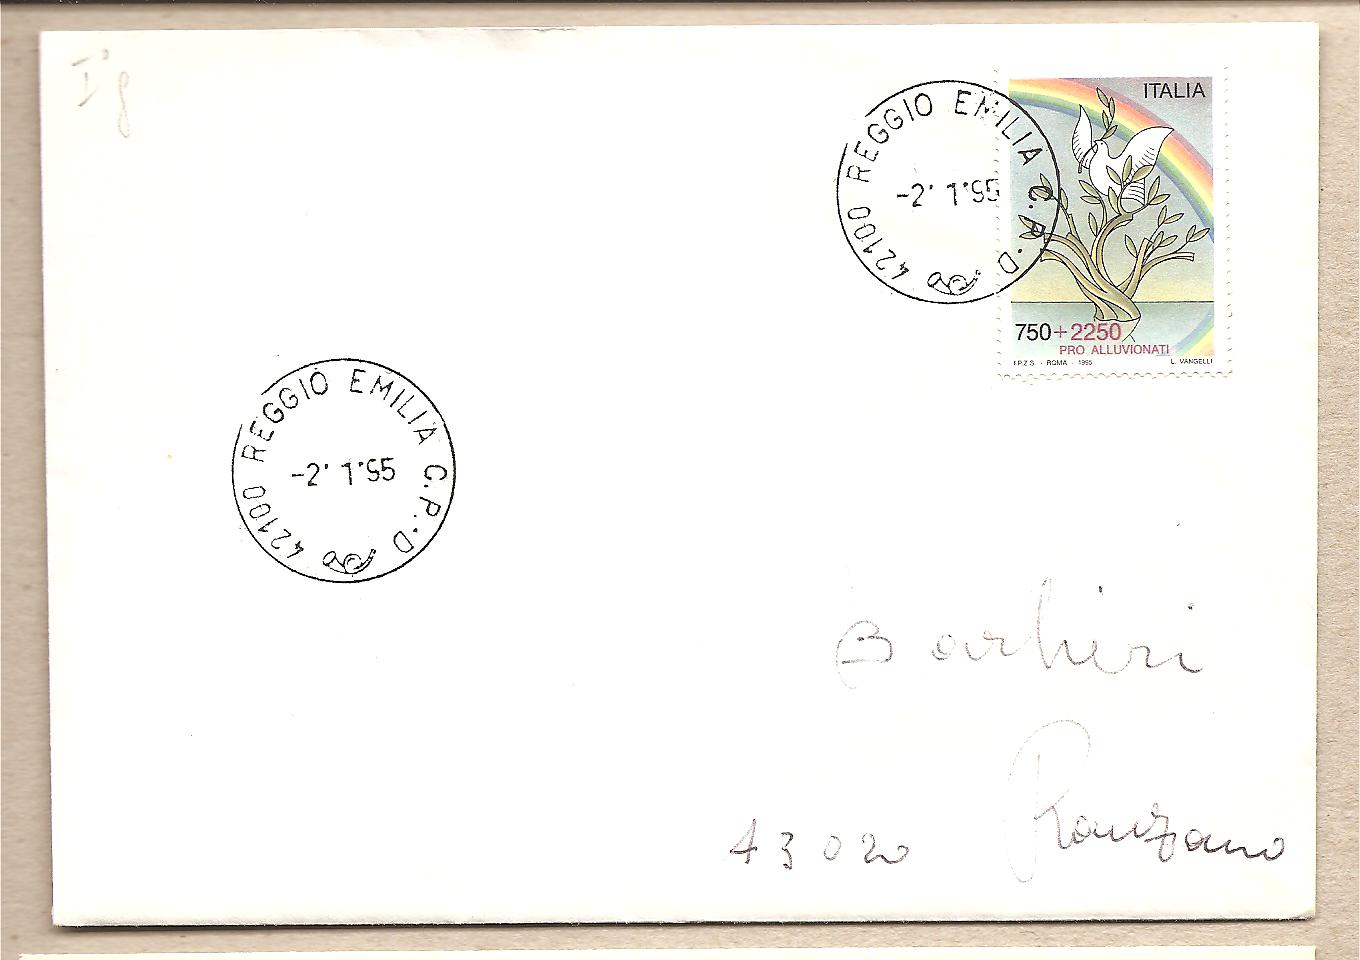 I°g
ITALIA
750+2250
PRO ALLUVIONATI
I.P.Z.S. - ROMA - 1995 L. VANGELLI
42100 REGGIO EMILIA C.P.-D
-2' 1'95
42100 REGGIO EMILIA C.P.-D
-2' 1'95
Barbieri
43020 Ranzano